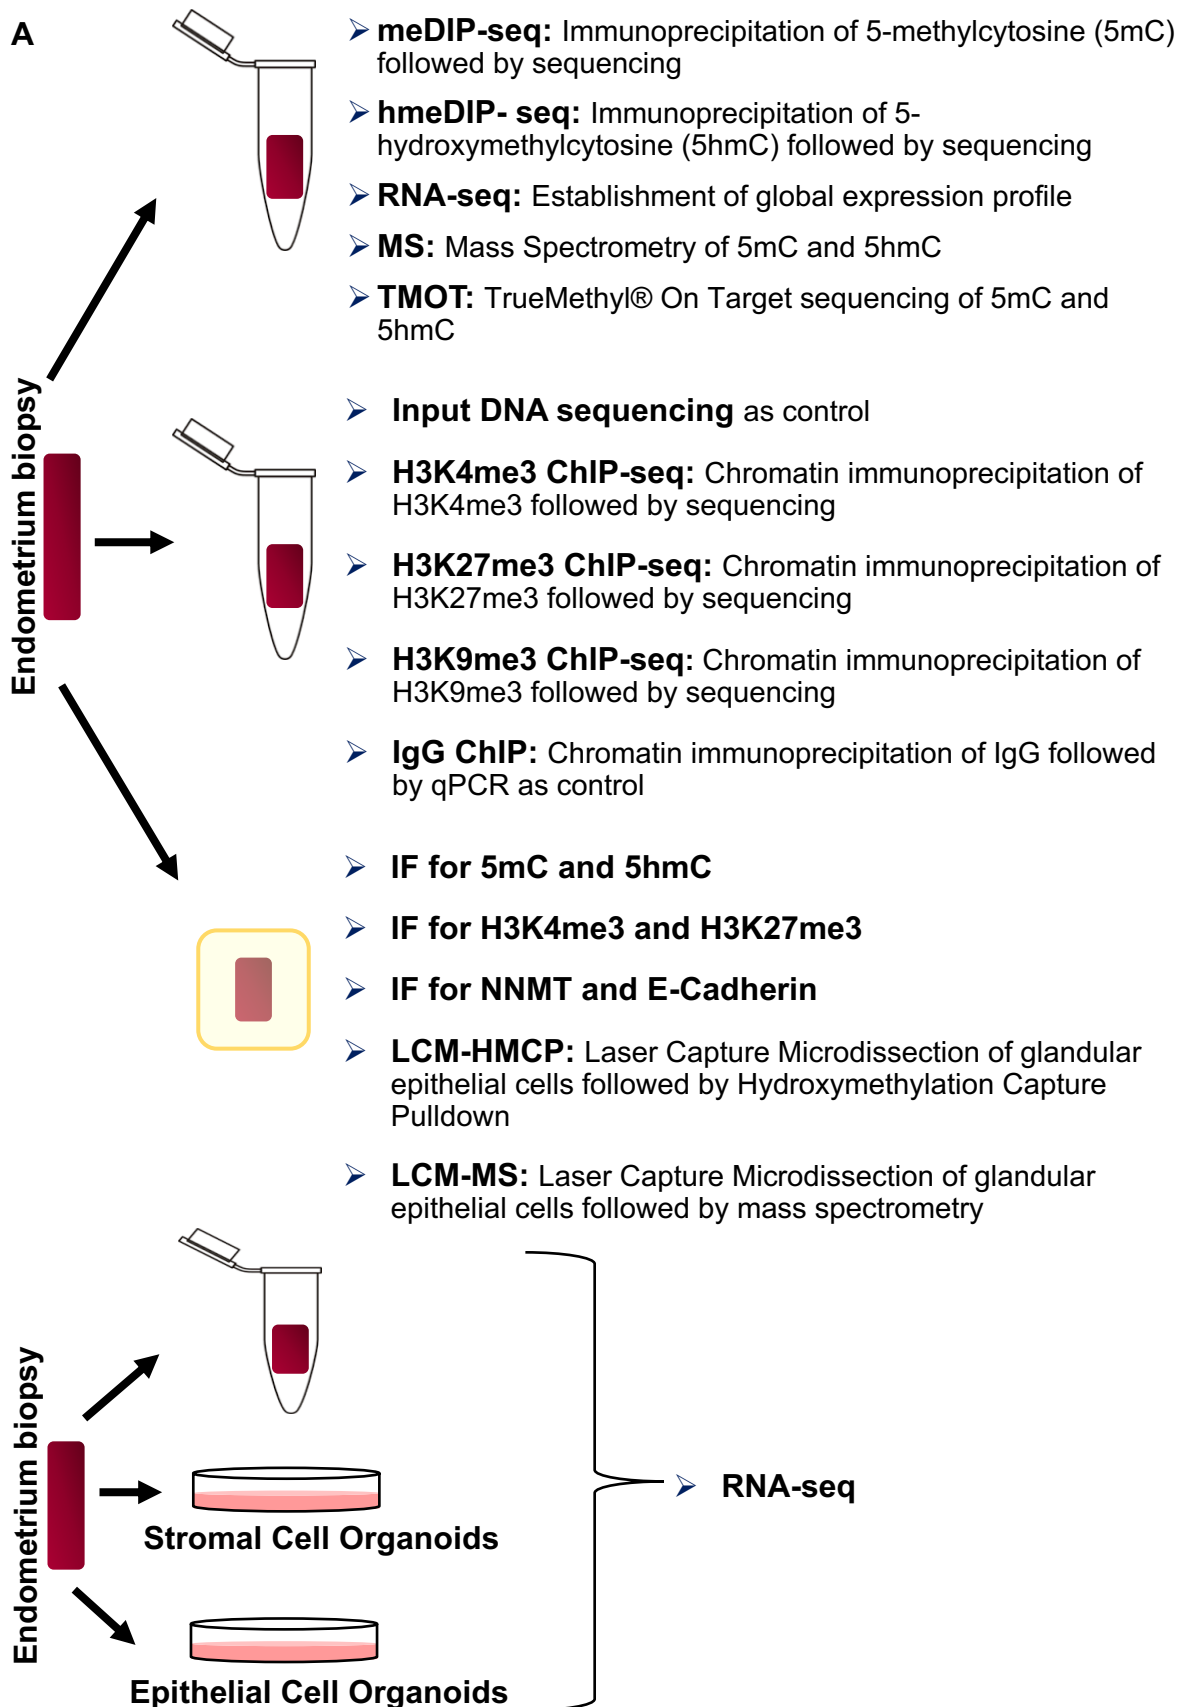 A
meDIP-seq: Immunoprecipitation of 5-methylcytosine (5mC)
followed by sequencing
hmeDIP- seq: Immunoprecipitation of 5-
hydroxymethylcytosine (5hmC) followed by sequencing
RNA-seq: Establishment of global expression profile
MS: Mass Spectrometry of 5mC and 5hmC
TMOT: TrueMethyl® On Target sequencing of 5mC and
5hmC
Endometrium biopsy
Input DNA sequencing as control
H3K4me3 ChIP-seq: Chromatin immunoprecipitation of
H3K4me3 followed by sequencing
H3K27me3 ChIP-seq: Chromatin immunoprecipitation of
H3K27me3 followed by sequencing
H3K9me3 ChIP-seq: Chromatin immunoprecipitation of
H3K9me3 followed by sequencing
IgG ChIP: Chromatin immunoprecipitation of IgG followed
by qPCR as control
IF for 5mC and 5hmC
IF for H3K4me3 and H3K27me3
IF for NNMT and E-Cadherin
LCM-HMCP: Laser Capture Microdissection of glandular
epithelial cells followed by Hydroxymethylation Capture
Pulldown
LCM-MS: Laser Capture Microdissection of glandular
epithelial cells followed by mass spectrometry
Endometrium biopsy
Stromal Cell Organoids
Epithelial Cell Organoids
RNA-seq